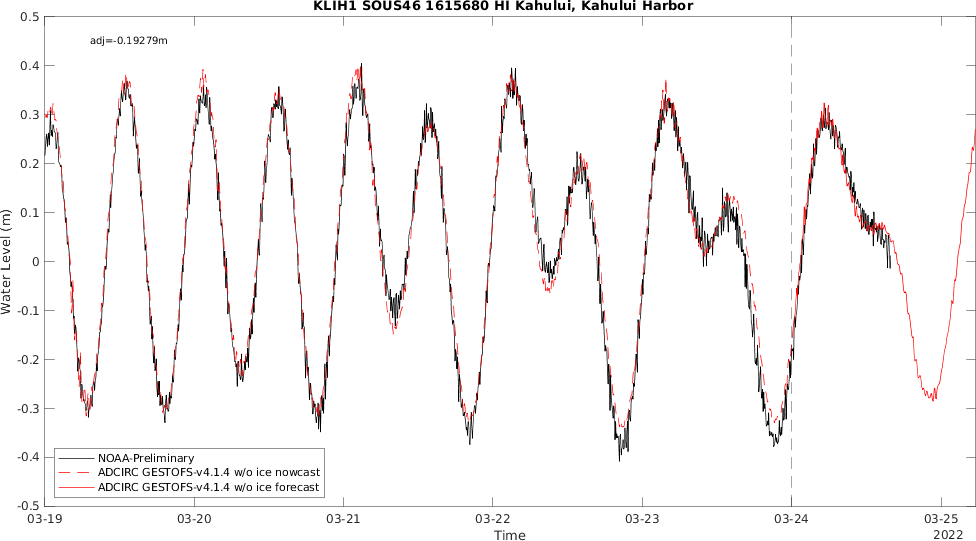 KLIH1 SOUS46 1615680 HI Kahului, Kahului Harbor
adj=-0.19279m
0.5
0.4
0.3
0.2
0.1
0
-0.1
-0.2
-0.3
-0.4
-0.5
Water Level (m)
NOAA-Preliminary
ADCIRC GESTOFS-v4.1.4 w/o ice nowcast
ADCIRC GESTOFS-v4.1.4 w/o ice forecast
03-19 03-20 03-21 03-22 03-23 03-24 03-25
2022
Time